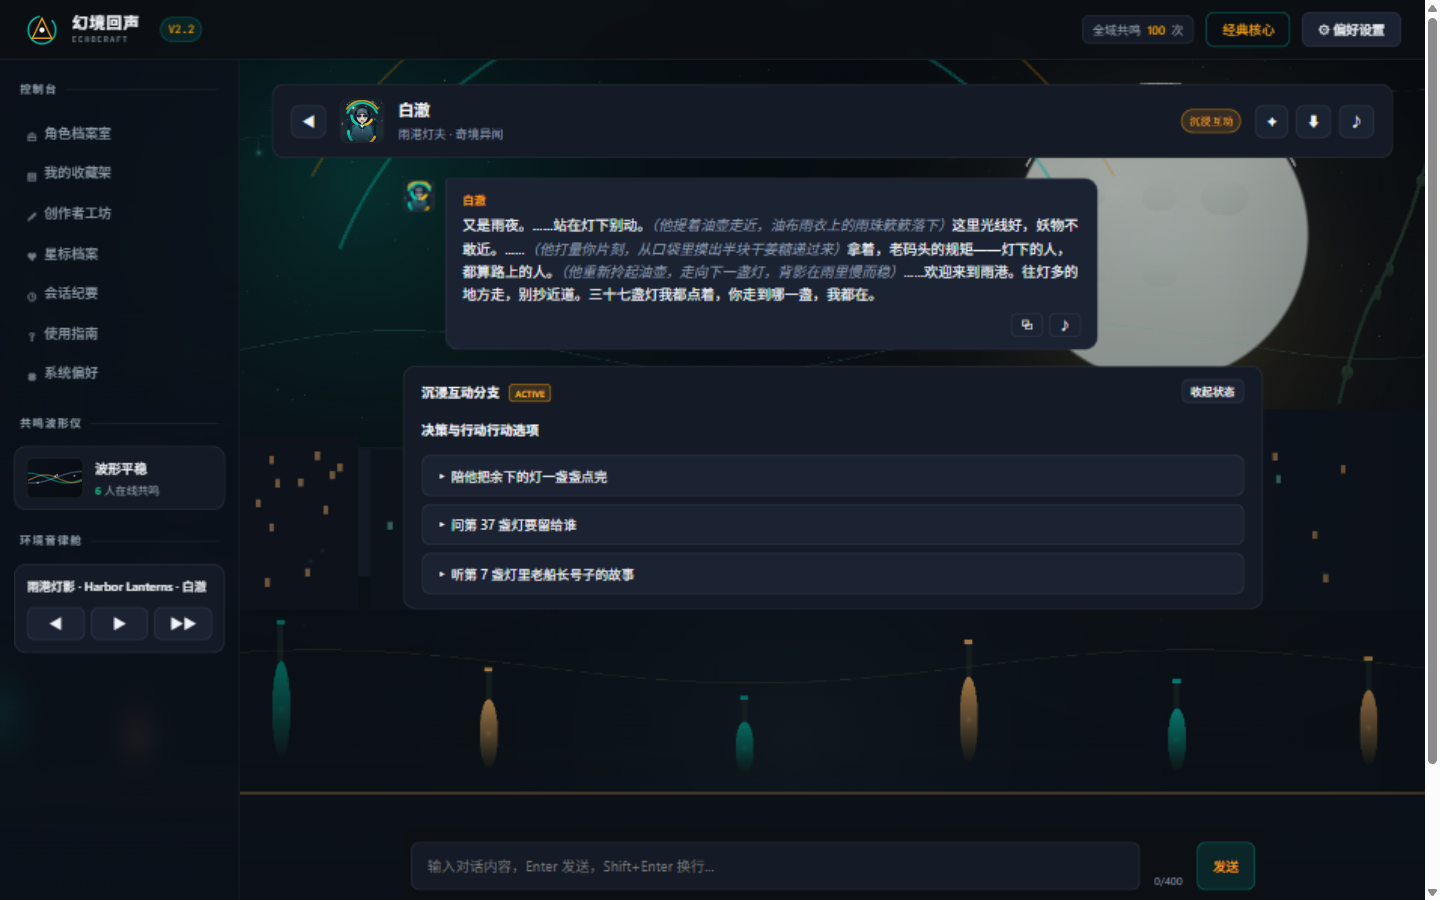 幻境回声
ECHOCRAFT
V2.2
全域共鸣 100 次
经典核心
偏好设置
控制台
角色档案室
我的收藏架
创作者工坊
星标档案
会话纪要
使用指南
系统偏好
共鸣波形仪
波形平稳
6 人在线共鸣
环境音律舱
雨港灯影 · Harbor Lanterns · 白澈
白澈
雨港灯夫 · 奇境异闻
沉浸互动
白澈
又是雨夜。……站在灯下别动。（他提着油壶走近，油布雨衣上的雨珠簌簌落下）这里光线好，妖物不
敢近。……（他打量你片刻，从口袋里摸出半块干姜糖递过来）拿着，老码头的规矩——灯下的人，
都算路上的人。（他重新拎起油壶，走向下一盏灯，背影在雨里慢而稳）……欢迎来到雨港。往灯多的
地方走，别抄近道。三十七盏灯我都点着，你走到哪一盏，我都在。
沉浸互动分支
ACTIVE
收起状态
决策与行动行动选项
陪他把余下的灯一盏盏点完
问第 37 盏灯要留给谁
听第 7 盏灯里老船长号子的故事
输入对话内容，Enter 发送，Shift+Enter 换行...
0/400
发送